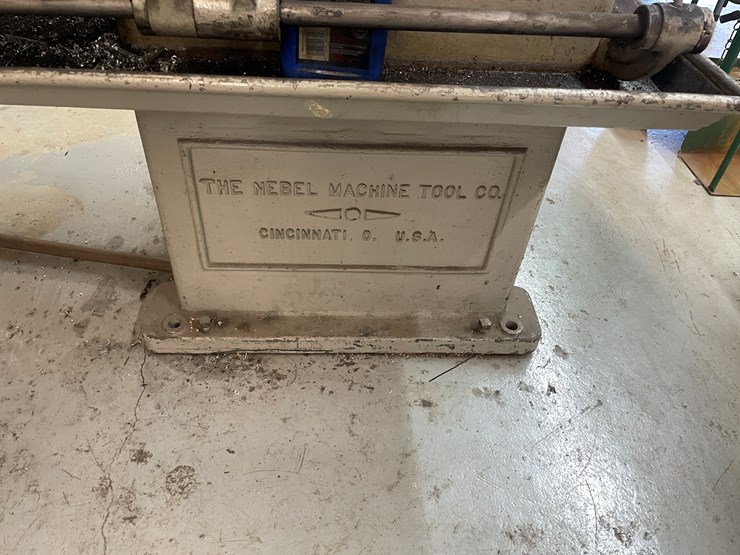 THE NEBEL MACHINE TOOL CO.
CINCINNATI, O. U.S.A.